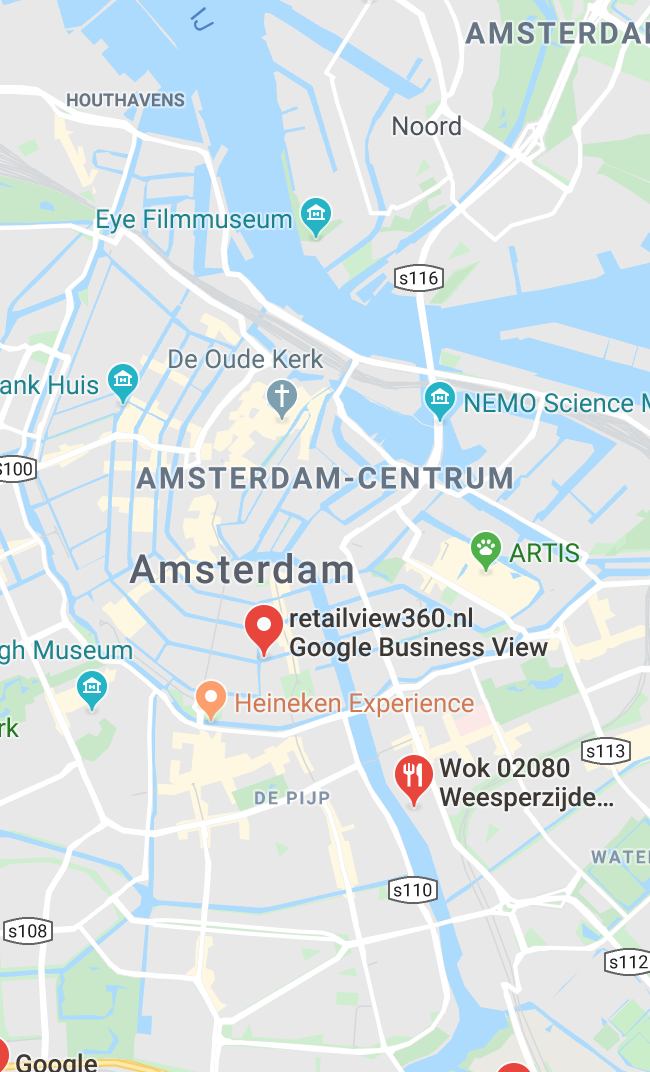 IJ
AMSTERDA
HOUTHAVENS
Noord
Eye Filmmuseum
s116
De Oude Kerk
ank Huis
NEMO Science M
s100
AMSTERDAM-CENTRUM
ARTIS
Amsterdam
retailview360.nl
Google Business View
gh Museum
Heineken Experience
rk
s113
Wok 02080
Weesperzijde...
DE PIJP
WATE
s110
s108
s112
Google